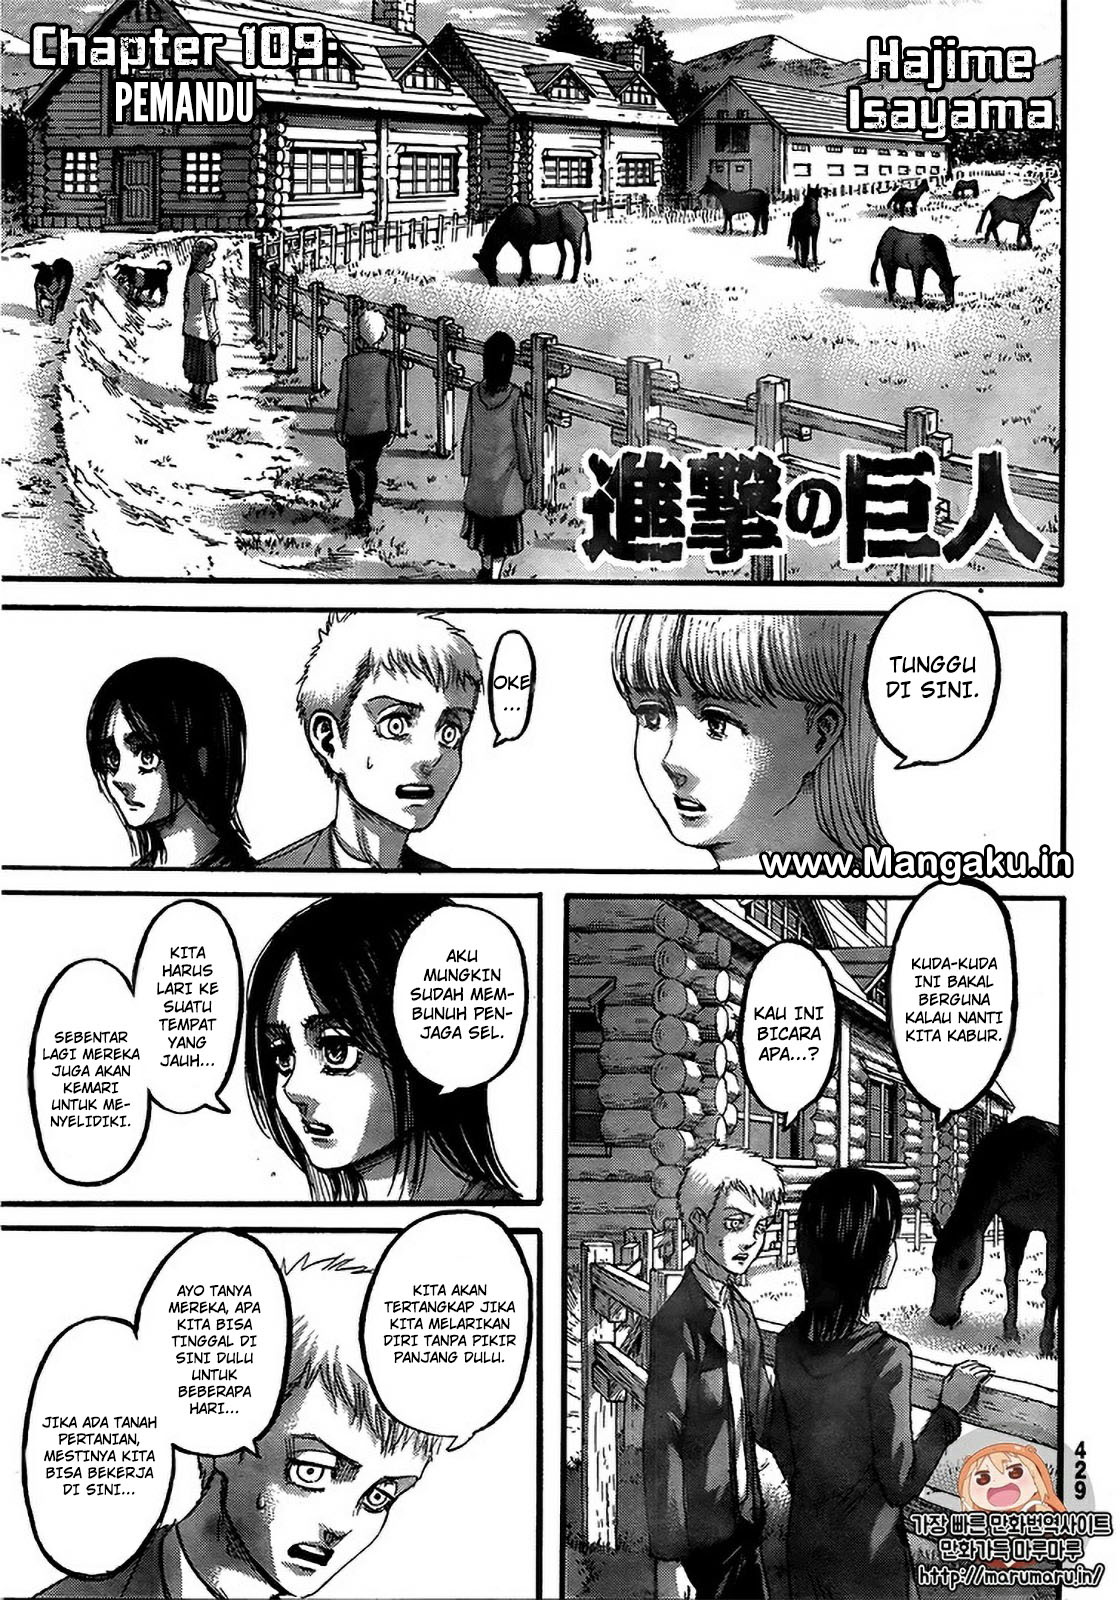 Chapter 109:
PEMANDU
Hajime
Isayama
進撃の巨人
TUNGGU
DI SINI.
OKE
...
www.Mangaku.in
KUDA-KUDA
INI BAKAL
BERGUNA
KALAU NANTI
KITA KABUR.
KAU INI
BICARA
APA...?
AKU
MUNGKIN
SUDAH MEM-
BUNUH PEN-
JAGA SEL.
KITA
HARUS
LARI KE
SUATU
TEMPAT
YANG
JAUH...
SEBENTAR
LAGI MEREKA
JUGA AKAN
KEMARI
UNTUK ME-
NYELIDIKI.
KITA AKAN
TERTANGKAP JIKA
KITA MELARIKAN
DIRI TANPA PIKIR
PANJANG DULU.
AYO TANYA
MEREKA, APA
KITA BISA
TINGGAL DI
SINI DULU
UNTUK
BEBERAPA
HARI...
JIKA ADA TANAH
PERTANIAN,
MESTINYA KITA
BISA BEKERJA
DI SINI...
429
가장 빠른 만화번역사이트
만화가득 마루마루
http://marumaru.in/